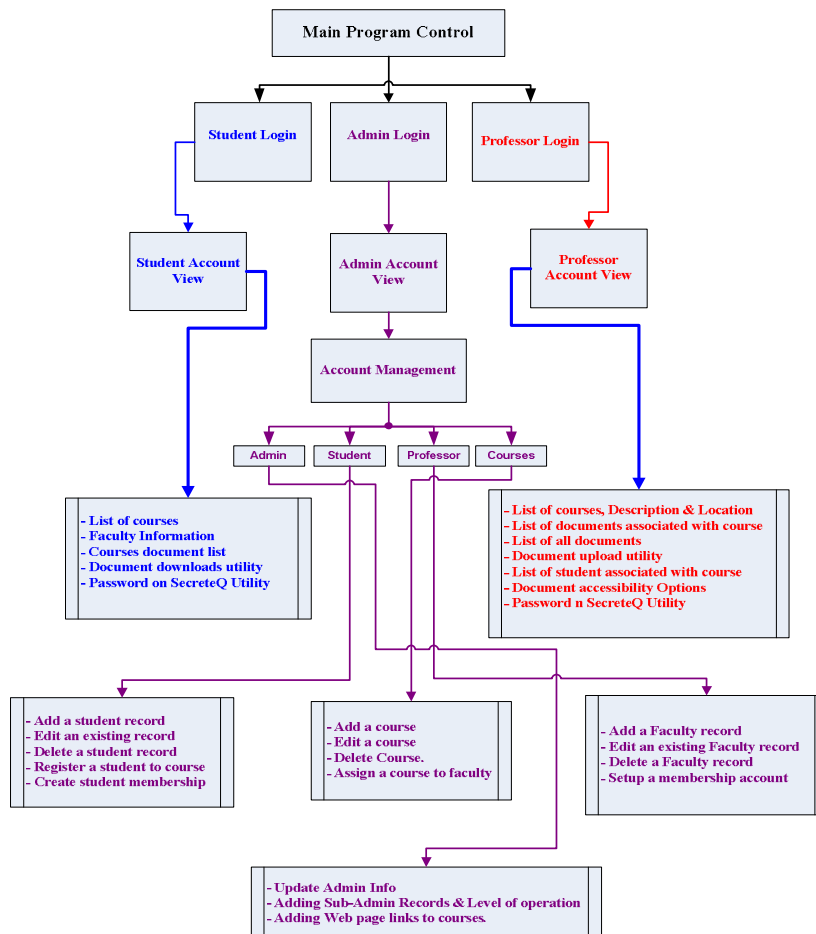 Main Program Control
Student Login
Admin Login
Professor Login
Student Account
View
Admin Account
View
Professor
Account View
Account Management
Admin
Student
Professor
Courses
- List of courses
- Faculty Information
- Courses document list
- Document downloads utility
- Password on SecreteQ Utility
- List of courses, Description & Location
- List of documents associated with course
- List of all documents
- Document upload utility
- List of student associated with course
- Document accessibility Options
- Password n SecreteQ Utility
- Add a student record
- Edit an existing record
- Delete a student record
- Register a student to course
- Create student membership
- Add a course
- Edit a course
- Delete Course.
- Assign a course to faculty
- Add a Faculty record
- Edit an existing Faculty record
- Delete a Faculty record
- Setup a membership account
- Update Admin Info
- Adding Sub-Admin Records & Level of operation
- Adding Web page links to courses.